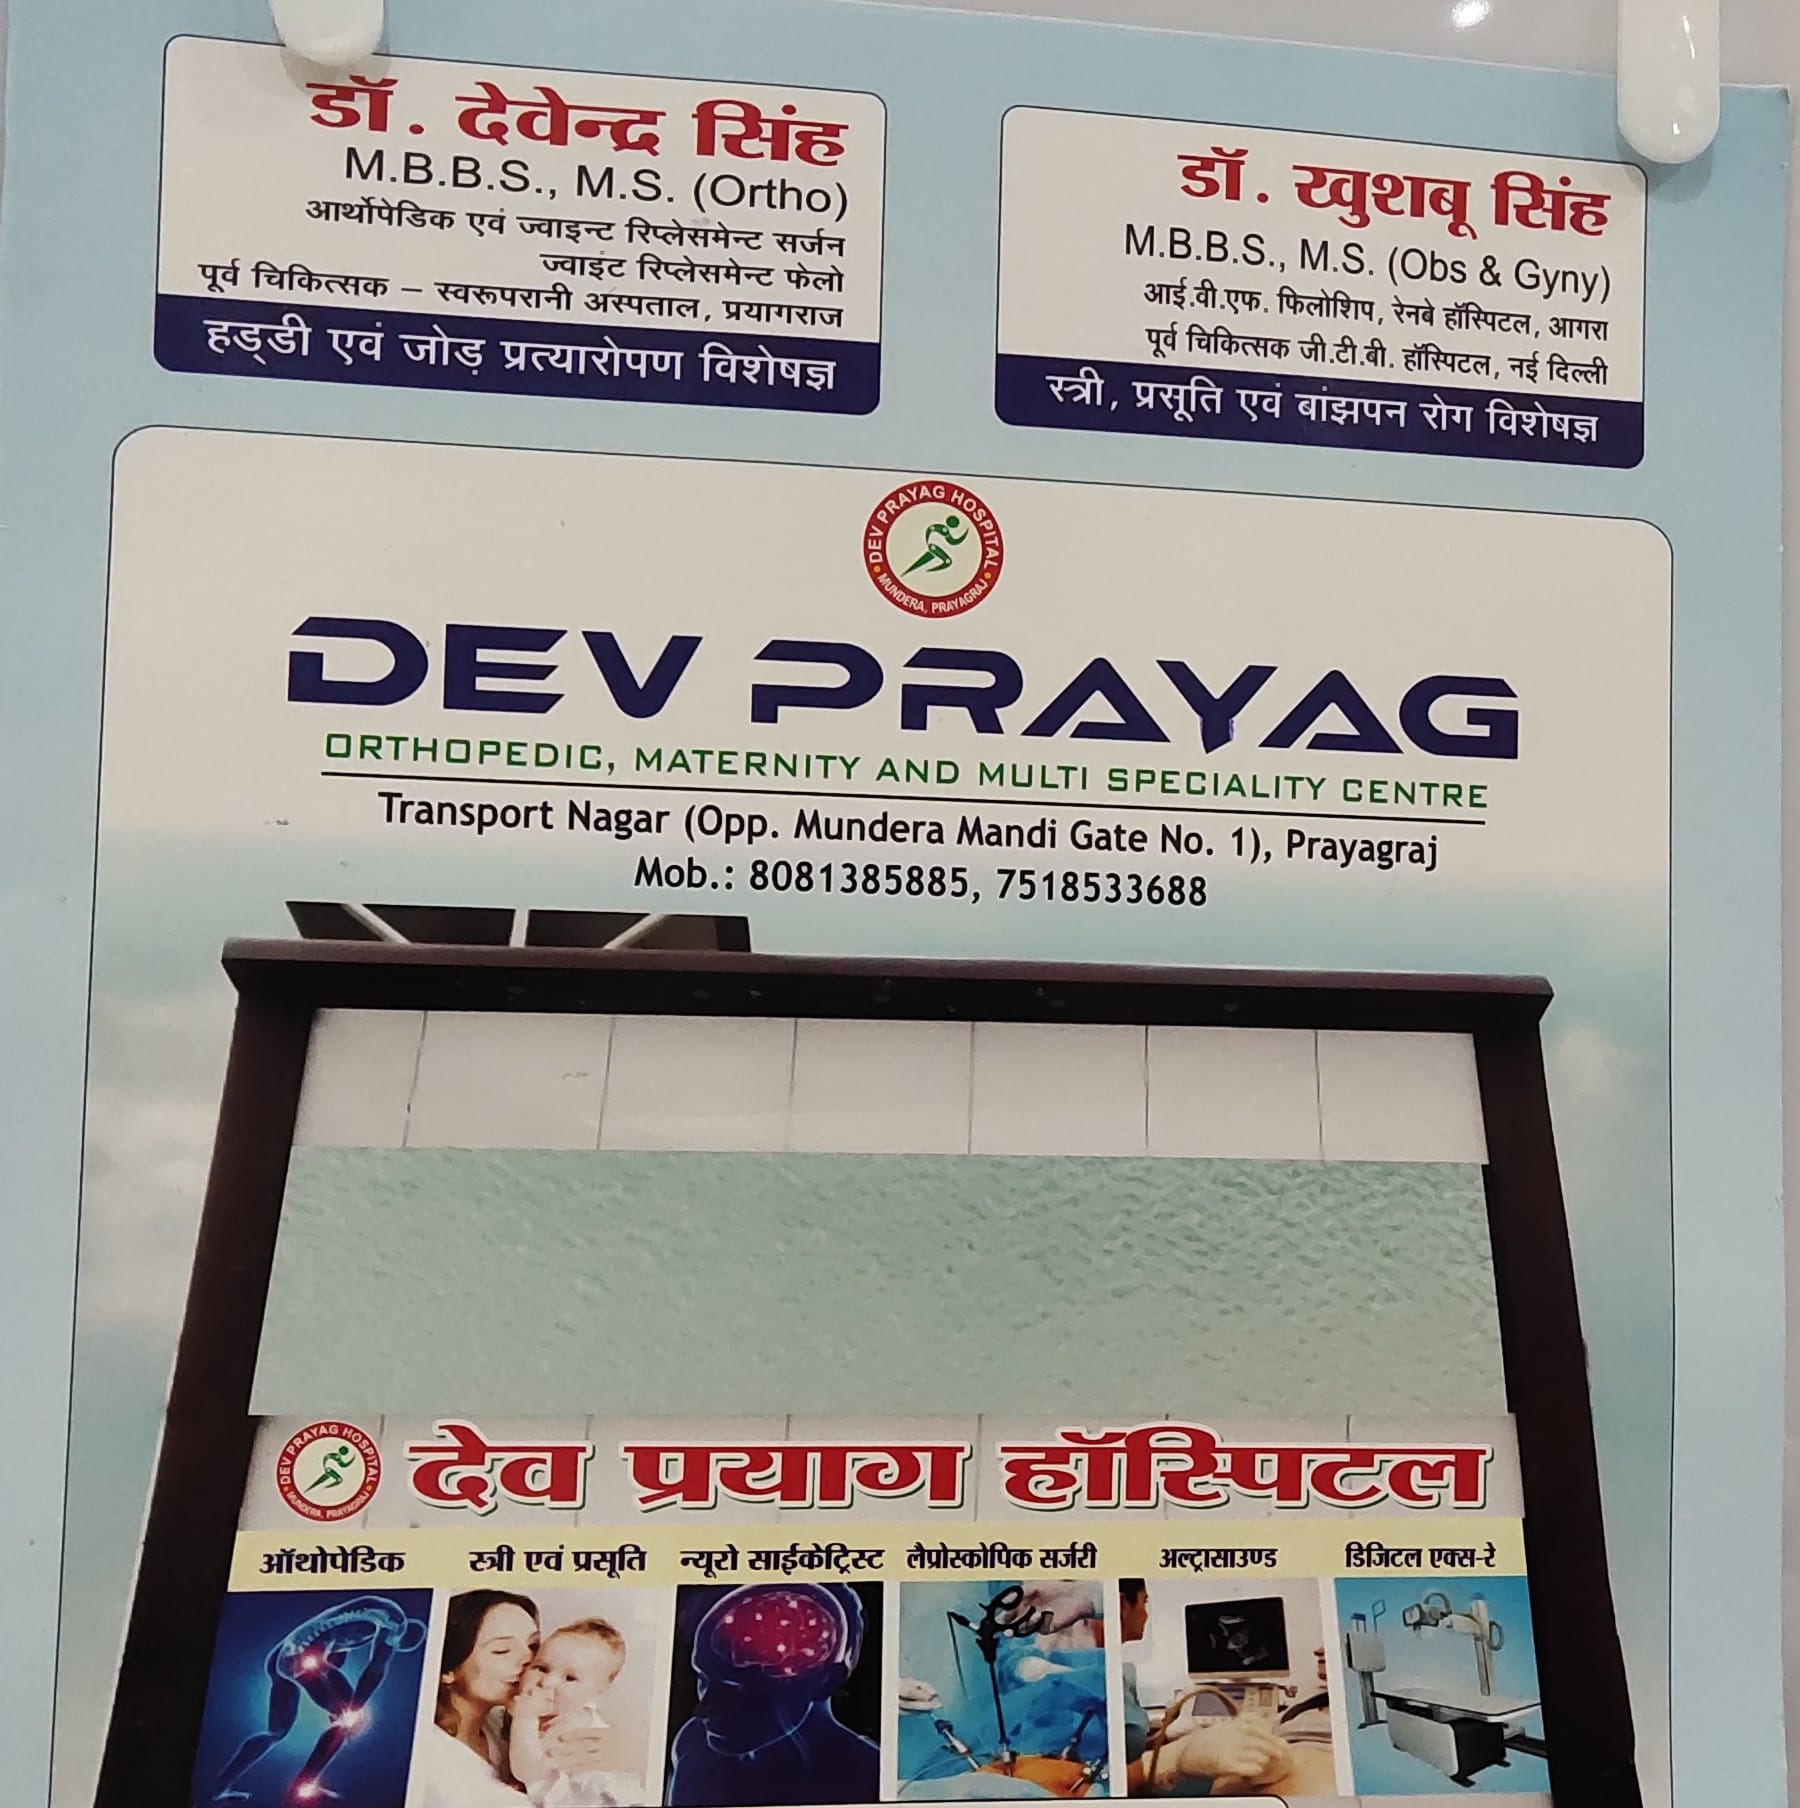 डॉ. देवेन्द्र सिंह
M.B.B.S., M.S. (Ortho)
आर्थोपेडिक एवं ज्वाइन्ट रिप्लेसमेन्ट सर्जन
ज्वाइंट रिप्लेसमेन्ट फेलो
पूर्व चिकित्सक – स्वरूपरानी अस्पताल, प्रयागराज
हड्डी एवं जोड़ प्रत्यारोपण विशेषज्ञ
डॉ. खुशबू सिंह
M.B.B.S., M.S. (Obs & Gyny)
आई.वी.एफ. फिलोशिप, रेनबे हॉस्पिटल, आगरा
पूर्व चिकित्सक जी.टी.बी. हॉस्पिटल, नई दिल्ली
स्त्री, प्रसूति एवं बांझपन रोग विशेषज्ञ
DEV PRAYAG HOSPITAL
MUNDERA, PRAYAGRAJ
DEV PRAYAG
ORTHOPEDIC, MATERNITY AND MULTI SPECIALITY CENTRE
Transport Nagar (Opp. Mundera Mandi Gate No. 1), Prayagraj
Mob.: 8081385885, 7518533688
DEV PRAYAG HOSPITAL
MUNDERA, PRAYAGRAJ
देव प्रयाग हॉस्पिटल
ऑथोपेडिक स्त्री एवं प्रसूति न्यूरो साईकेट्रिस्ट लैप्रोस्कोपिक सर्जरी अल्ट्रासाउण्ड डिजिटल एक्स-रे